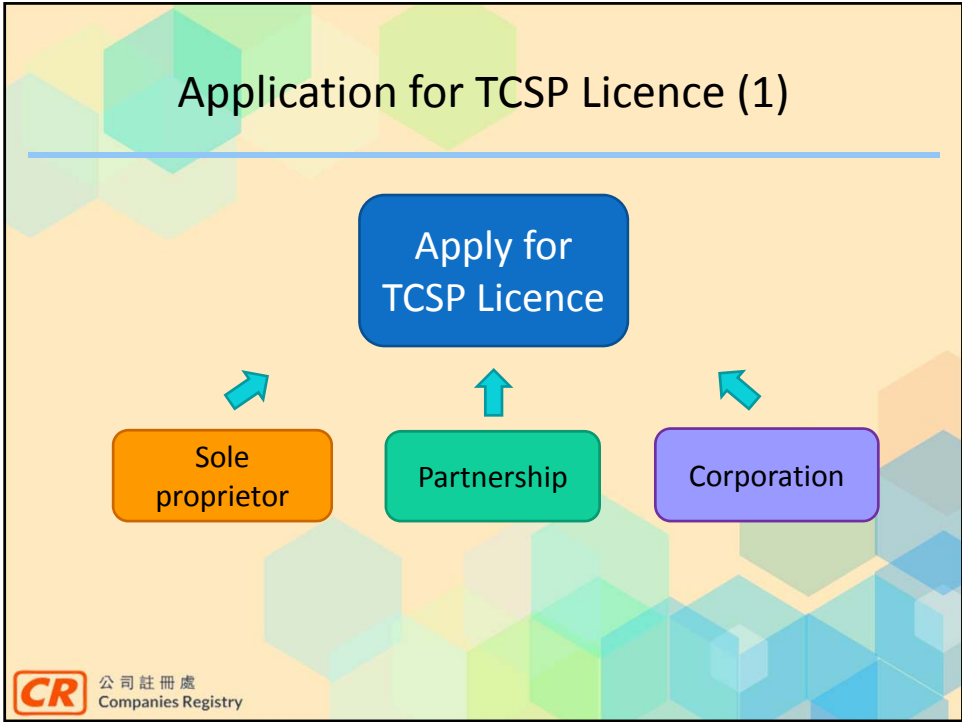 Application for TCSP Licence (1)
Apply for
TCSP Licence
Sole
proprietor
Partnership
Corporation
CR
公司註冊處
Companies Registry